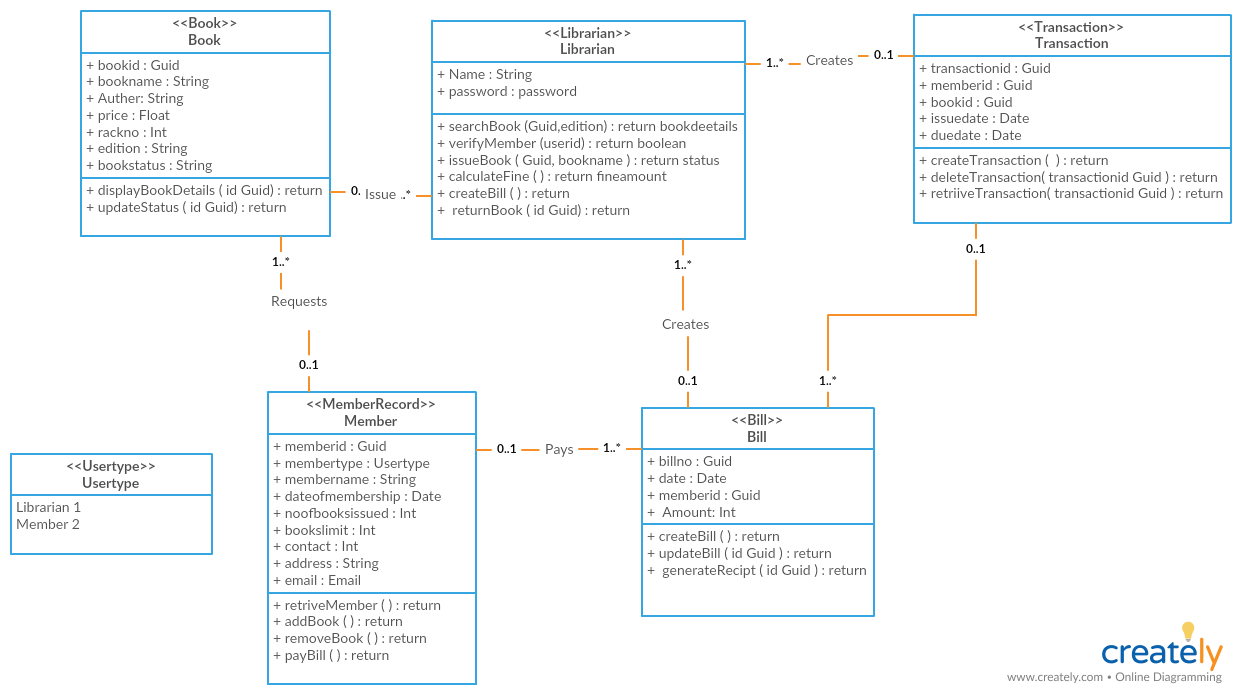 <<Book>>
Book
+ bookid : Guid
+ bookname : String
+ Auther: String
+ price : Float
+ rackno : Int
+ edition : String
+ bookstatus : String
+ displayBookDetails ( id Guid) : return
+ updateStatus ( id Guid) : return
<<Librarian>>
Librarian
+ Name : String
+ password : password
+ searchBook (Guid,edition) : return bookdeetails
+ verifyMember (userid) : return boolean
+ issueBook ( Guid, bookname ) : return status
+ calculateFine ( ) : return fineamount
+ createBill ( ) : return
+ returnBook ( id Guid) : return
<<Transaction>>
Transaction
+ transactionid : Guid
+ memberid : Guid
+ bookid : Guid
+ issuedate : Date
+ duedate : Date
+ createTransaction ( ) : return
+ deleteTransaction( transactionid Guid ) : return
+ retriiveTransaction( transactionid Guid ) : return
1..* Creates 0..1
0. Issue ..*
1..*
Requests
0..1
1..*
Creates
0..1
0..1
1..*
<<MemberRecord>>
Member
+ memberid : Guid
+ membertype : Usertype
+ membername : String
+ dateofmembership : Date
+ noofbooksissued : Int
+ bookslimit : Int
+ contact : Int
+ address : String
+ email : Email
+ retriveMember ( ) : return
+ addBook ( ) : return
+ removeBook ( ) : return
+ payBill ( ) : return
0..1 Pays 1..*
<<Bill>>
Bill
+ billno : Guid
+ date : Date
+ memberid : Guid
+ Amount: Int
+ createBill ( ) : return
+ updateBill ( id Guid ) : return
+ generateRecipt ( id Guid ) : return
<<Usertype>>
Usertype
Librarian 1
Member 2
creately
www.creately.com • Online Diagramming